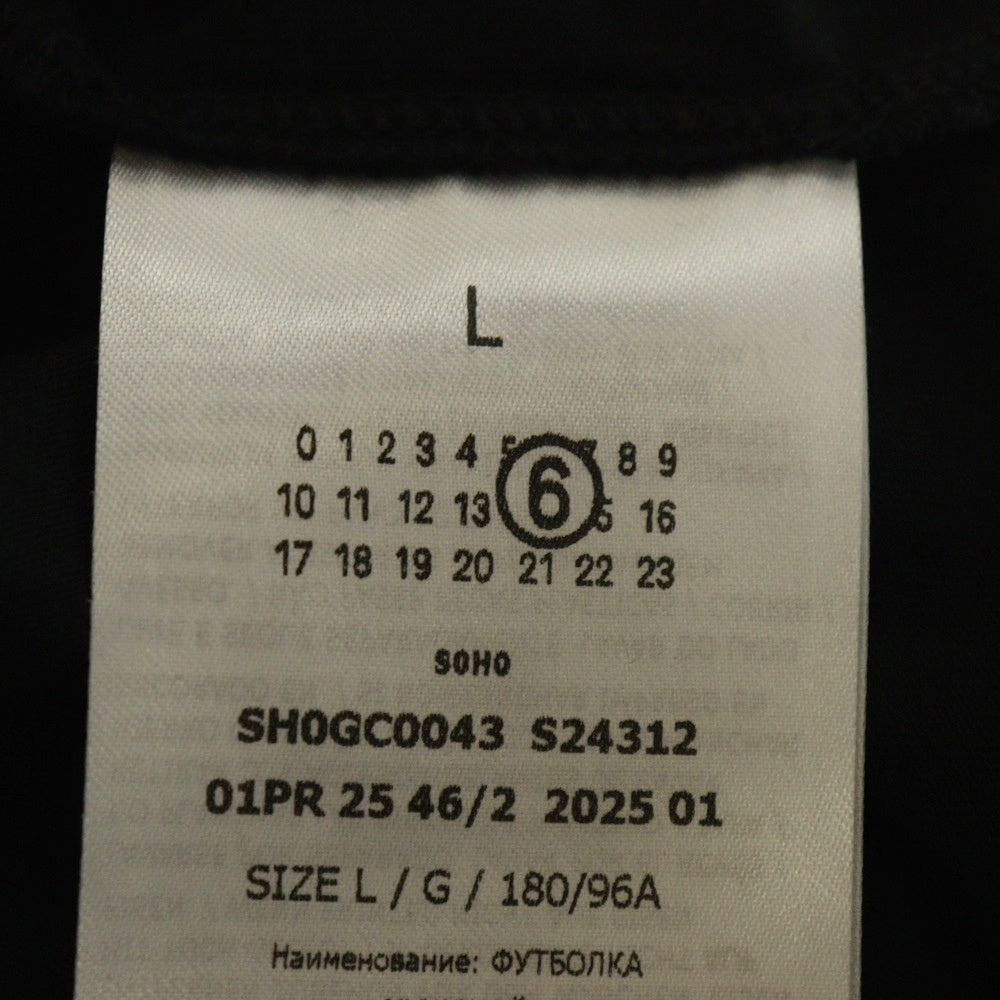 L
0 1 2 3 4 5 6 7 8 9
10 11 12 13 15 16
17 18 19 20 21 22 23
SOHO
SH0GC0043 S24312
01PR 25 46/2 2025 01
SIZE L / G / 180/96A
Наименование: ФУТБОЛКА